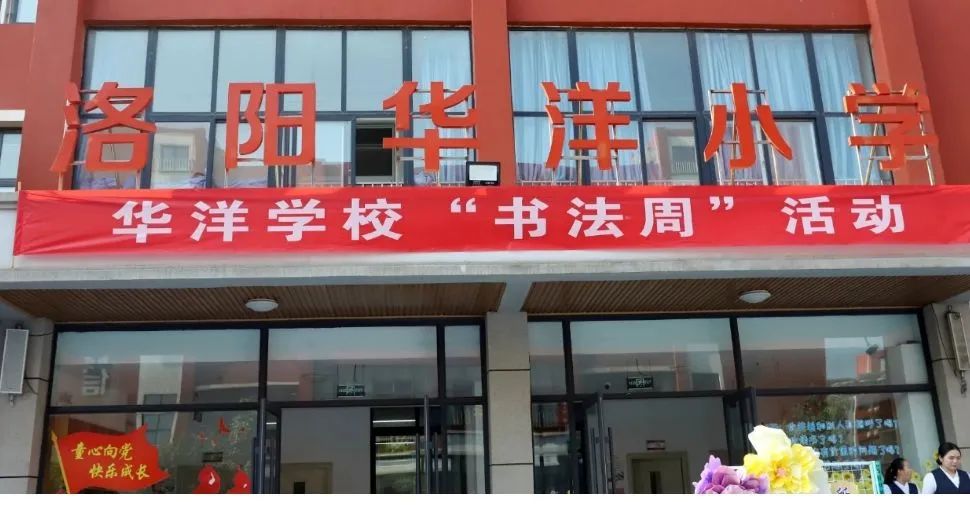 洛阳华洋小学
华洋学校“书法周”活动
童心向党
快乐成长